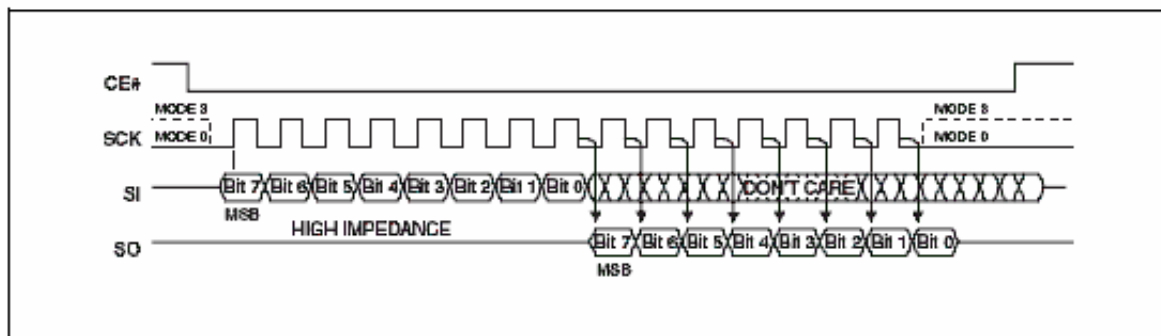 CE#
MODE 3 MODE 3
SCK MODE 0 MODE 0
SI Bit 7 Bit 6 Bit 5 Bit 4 Bit 3 Bit 2 Bit 1 Bit 0 DON'T CARE
MSB
HIGH IMPEDANCE
SO Bit 7 Bit 6 Bit 5 Bit 4 Bit 3 Bit 2 Bit 1 Bit 0
MSB